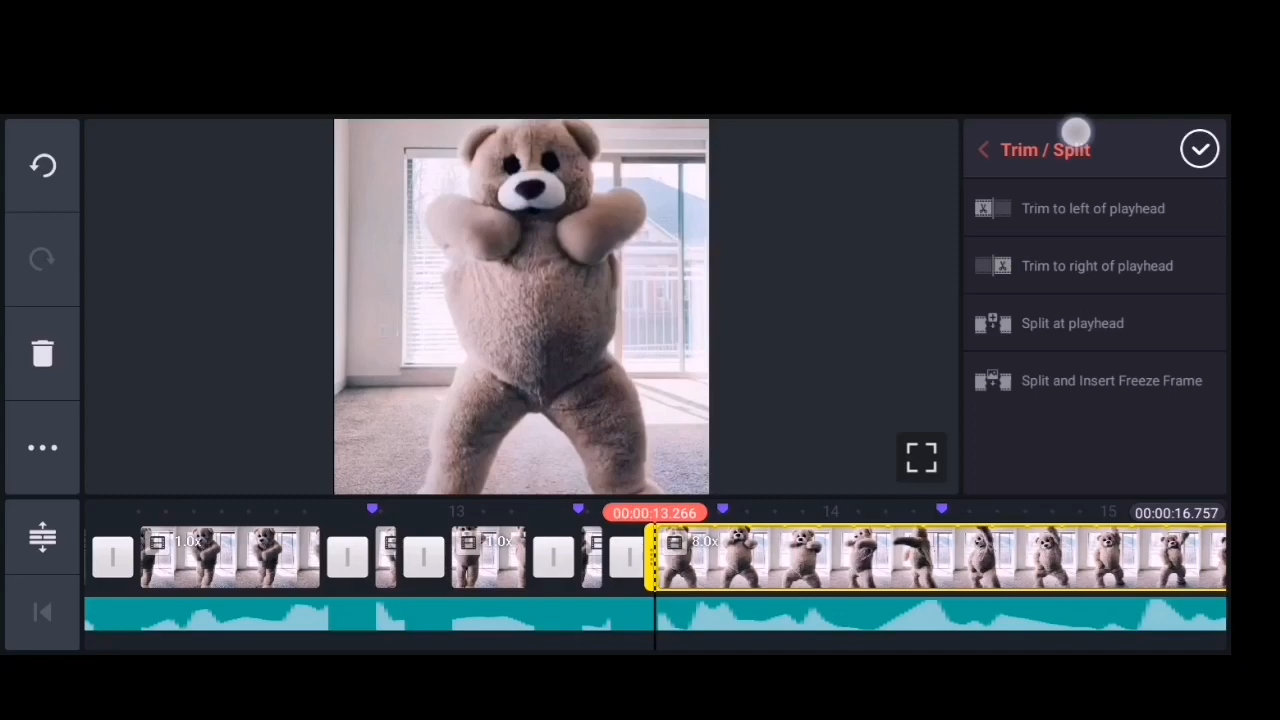 Trim / Split
Trim to left of playhead
Trim to right of playhead
Split at playhead
Split and Insert Freeze Frame
13
00:00:13.266
14
15
00:00:16.757
1.0x
1.0x
8.0x